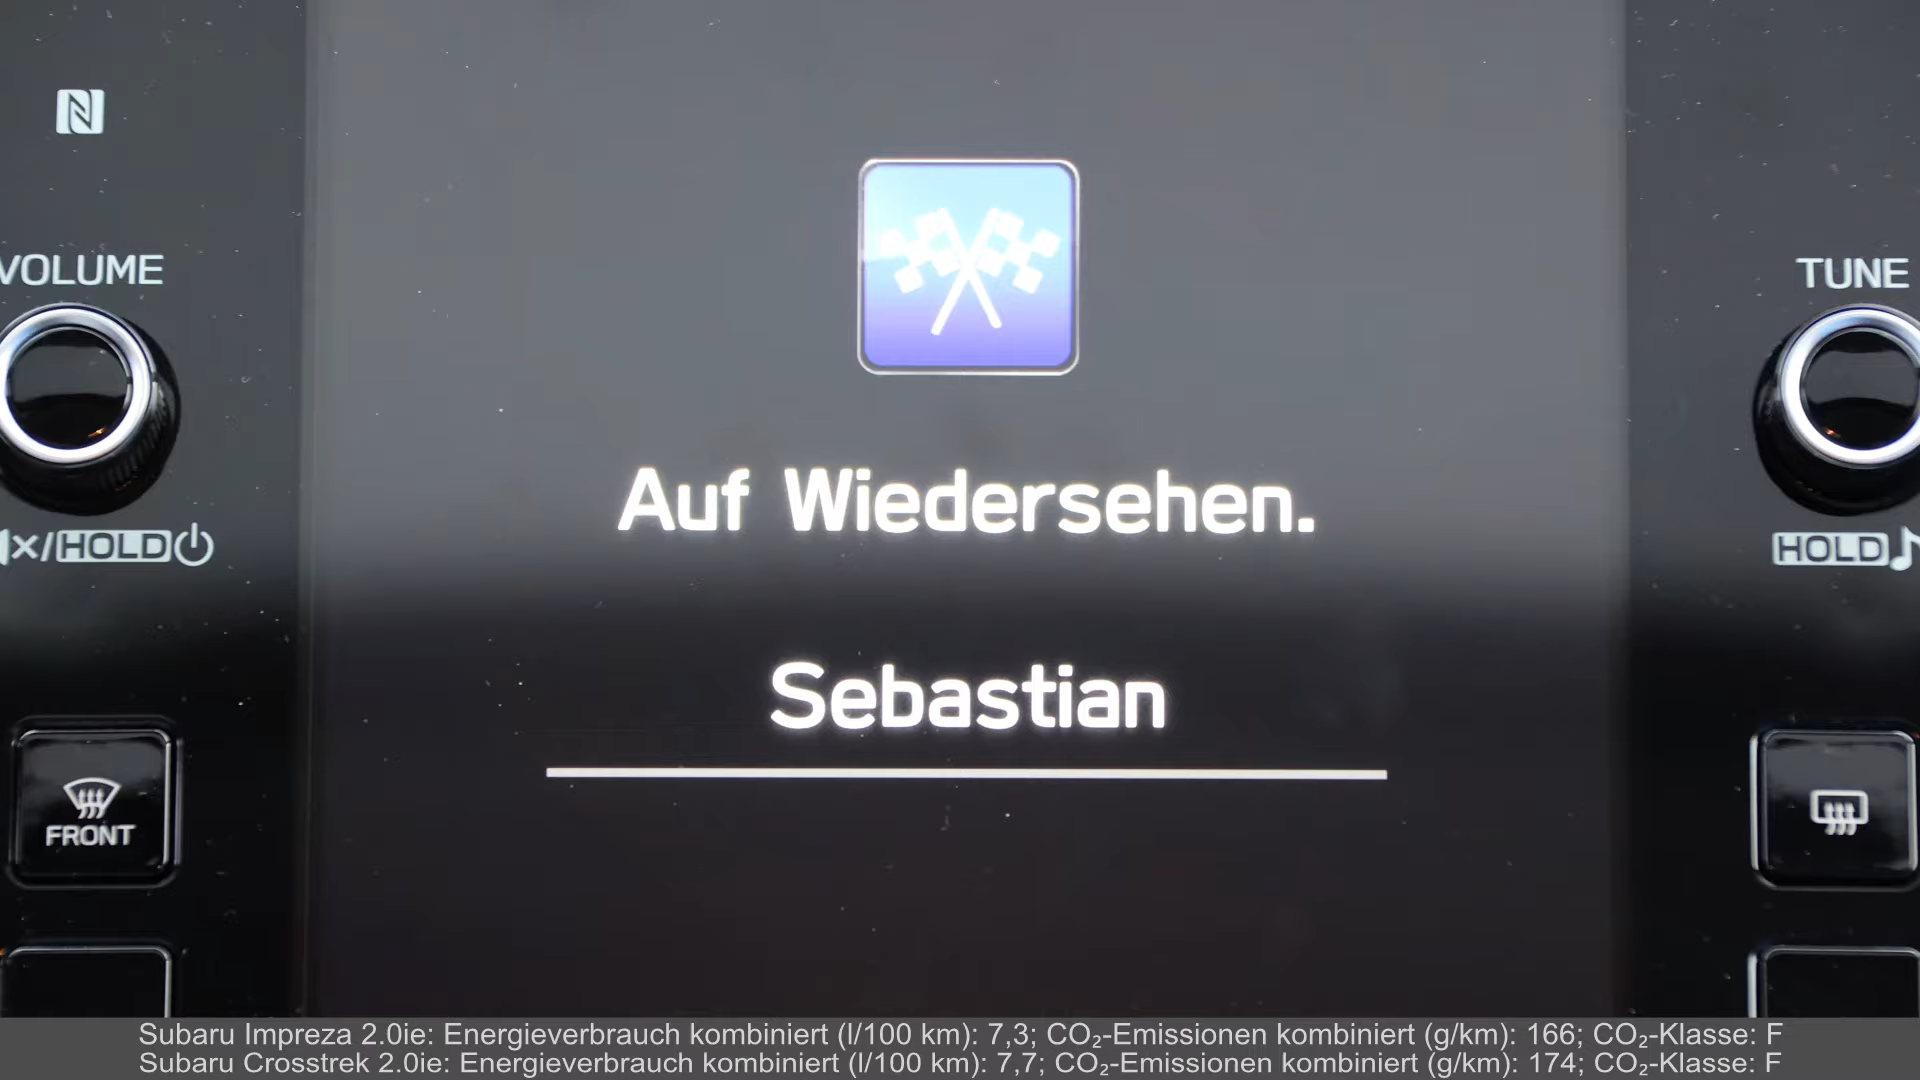 VOLUME
TUNE
Auf Wiedersehen.
×/HOLD
HOLD
Sebastian
FRONT
Subaru Impreza 2.0ie: Energieverbrauch kombiniert (l/100 km): 7,3; CO₂-Emissionen kombiniert (g/km): 166; CO₂-Klasse: F
Subaru Crosstrek 2.0ie: Energieverbrauch kombiniert (l/100 km): 7,7; CO₂-Emissionen kombiniert (g/km): 174; CO₂-Klasse: F